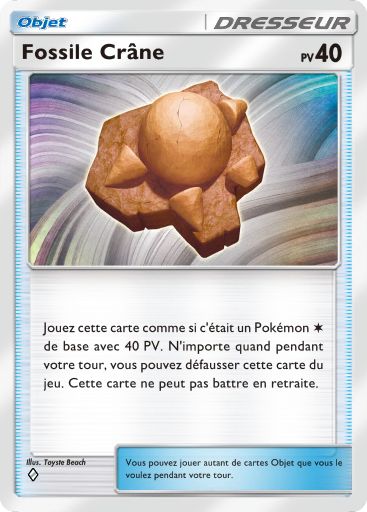 Objet
DRESSEUR
Fossile Crâne
PV40
Jouez cette carte comme si c'était un Pokémon ✶
de base avec 40 PV. N'importe quand pendant
votre tour, vous pouvez défausser cette carte du
jeu. Cette carte ne peut pas battre en retraite.
Illus. Toyste Beach
Vous pouvez jouer autant de cartes Objet que vous le
voulez pendant votre tour.